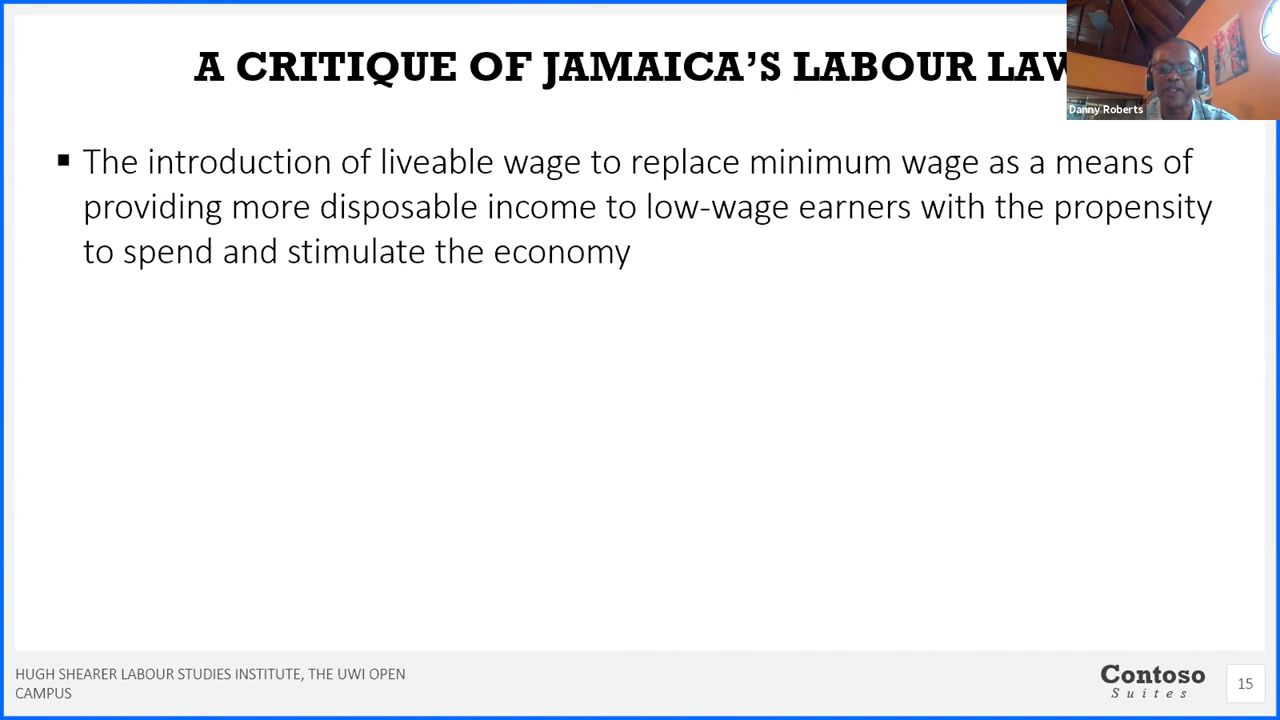 A CRITIQUE OF JAMAICA’S LABOUR
Danny Roberts
▪ The introduction of liveable wage to replace minimum wage as a means of
providing more disposable income to low-wage earners with the propensity
to spend and stimulate the economy
HUGH SHEARER LABOUR STUDIES INSTITUTE, THE UWI OPEN
CAMPUS
Contoso
Suites
15